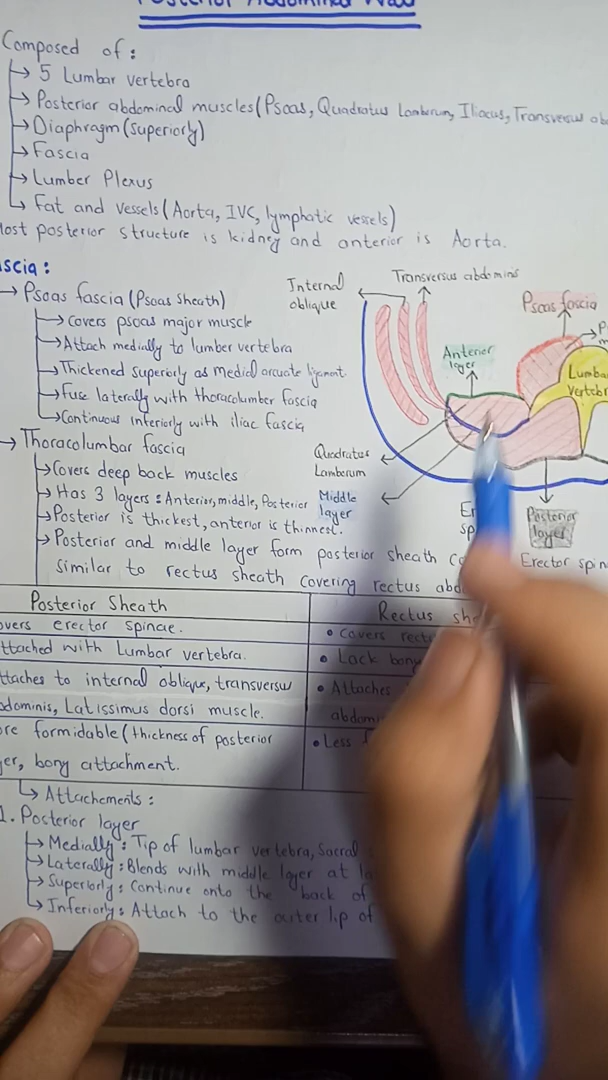 Posterior Abdominal Wall
Composed of:
→ 5 Lumbar vertebra
→ Posterior abdominal muscles (Psoas, Quadratus Lumborum, Iliacus, Transversus
→ Diaphragm (Superiorly)
→ Fascia
→ Lumber Plexus
→ Fat and vessels (Aorta, IVC, lymphatic vessels)
ost posterior structure is kidney and anterior is Aorta.
scia:
→ Psoas fascia (Psoas Sheath)
→ Covers psoas major muscle
→ Attach medially to lumber vertebra
→ Thickened superiorly as medial arcuate ligament
→ Fuse laterally with thoracolumber fascia
→ Continuous inferiorly with iliac fascia
→ Thoracolumbar fascia
→ Covers deep back muscles
→ Has 3 layers: Anterior, middle, Posterior
→ Posterior is thickest, anterior is thinnest.
→ Posterior and middle layer form posterior sheath
similar to rectus sheath covering rectus
Internal
oblique
Transversus abdominis
Psoas fascia
Anterior
layer
Lumba
vertebr
Quadratus
Lumborum
Middle
layer
Posterior
layer
Erector spin
Posterior Sheath
overs erector spinae.
ttached with Lumbar vertebra.
ttaches to internal oblique, transversus
bdominis, Latissimus dorsi muscle.
ore formidable (thickness of posterior
yer, bony attachment.
Rectus
• Covers
• Lack bony
• Attaches
abdomi
• Less
→ Attachements:
1. Posterior layer
→ Medially: Tip of lumbar vertebra, Sacral
→ Laterally: Blends with middle layer at
→ Superiorly: Continue onto the back of
→ Inferiorly: Attach to the outer lip of